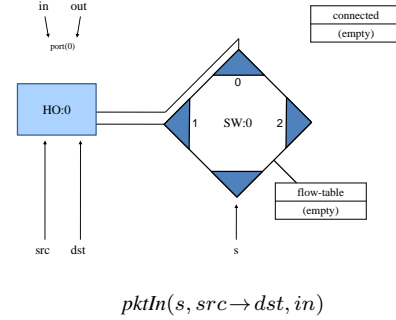 in out
port(0)
connected
(empty)
HO:0
0
1
SW:0
2
flow-table
(empty)
src dst
s
pktIn(s, src→dst, in)